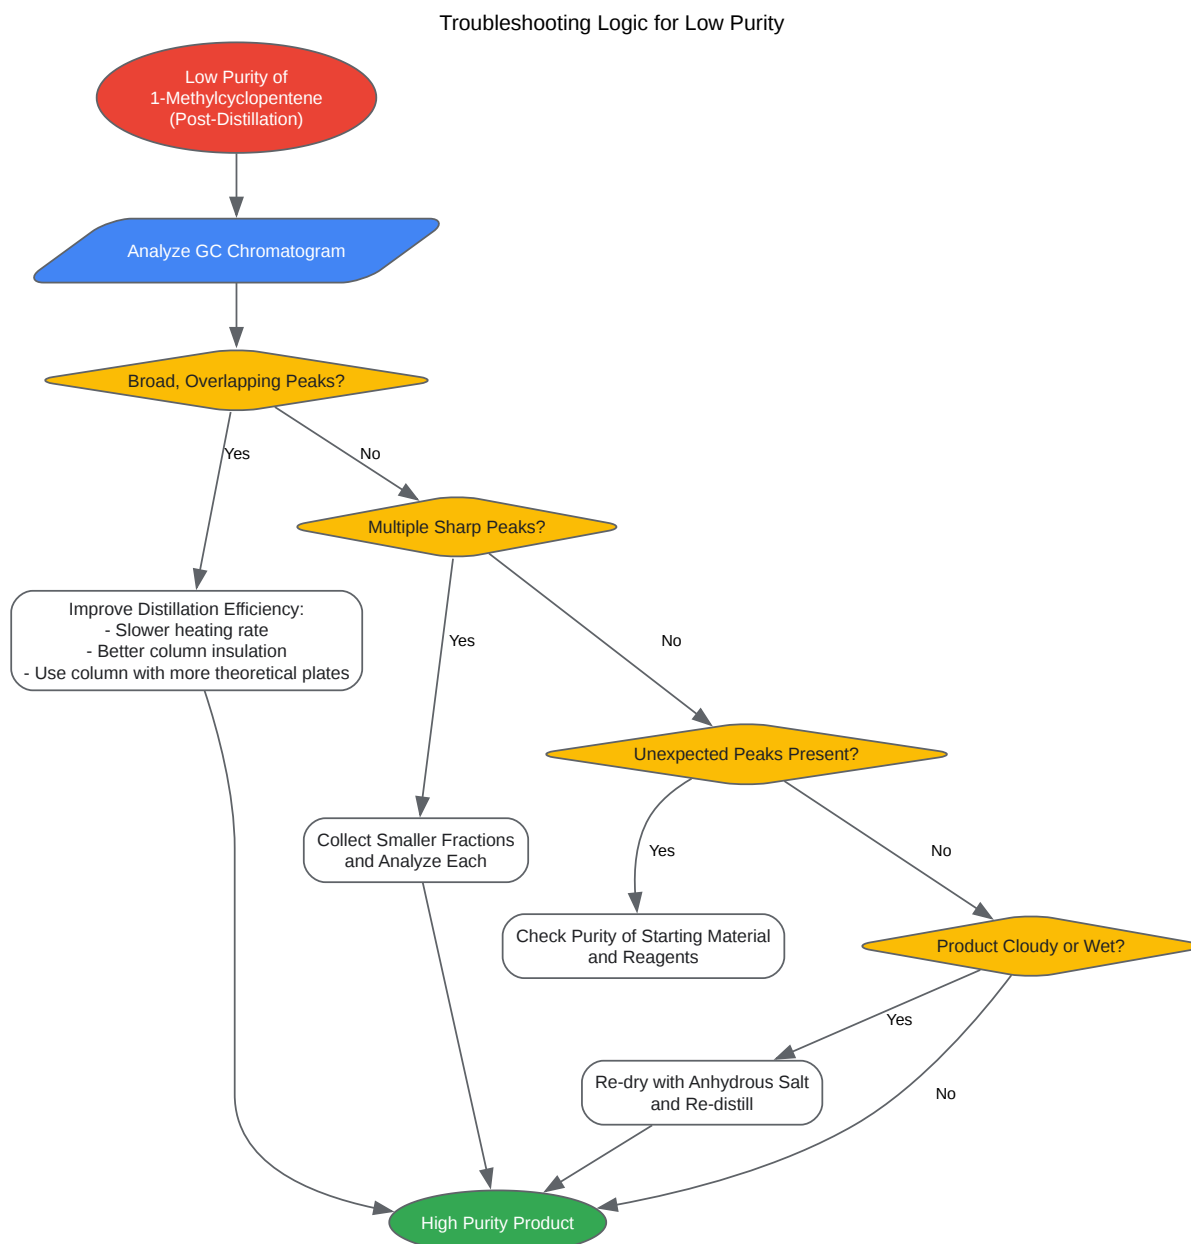 Troubleshooting Logic for Low Purity
Low Purity of
1-Methylcyclopentene
(Post-Distillation)
Analyze GC Chromatogram
Broad, Overlapping Peaks?
Yes
No
Multiple Sharp Peaks?
Improve Distillation Efficiency:
- Slower heating rate
- Better column insulation
- Use column with more theoretical plates
Yes
No
Unexpected Peaks Present?
Collect Smaller Fractions
and Analyze Each
Yes
No
Check Purity of Starting Material
and Reagents
Product Cloudy or Wet?
Yes
No
Re-dry with Anhydrous Salt
and Re-distill
High Purity Product